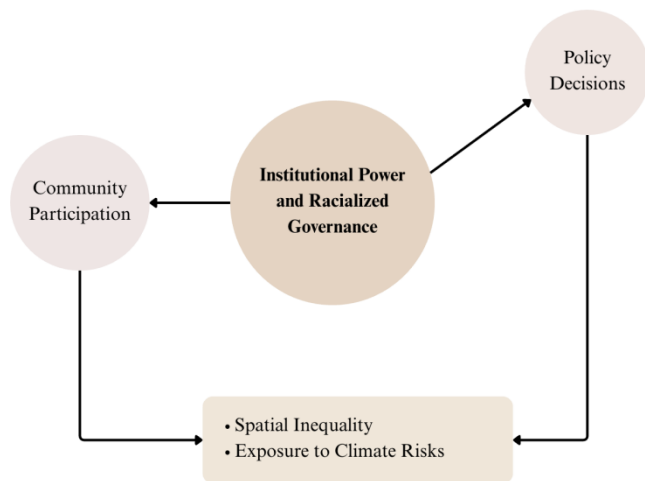 Policy
Decisions
Institutional Power
and Racialized
Governance
Community
Participation
• Spatial Inequality
• Exposure to Climate Risks